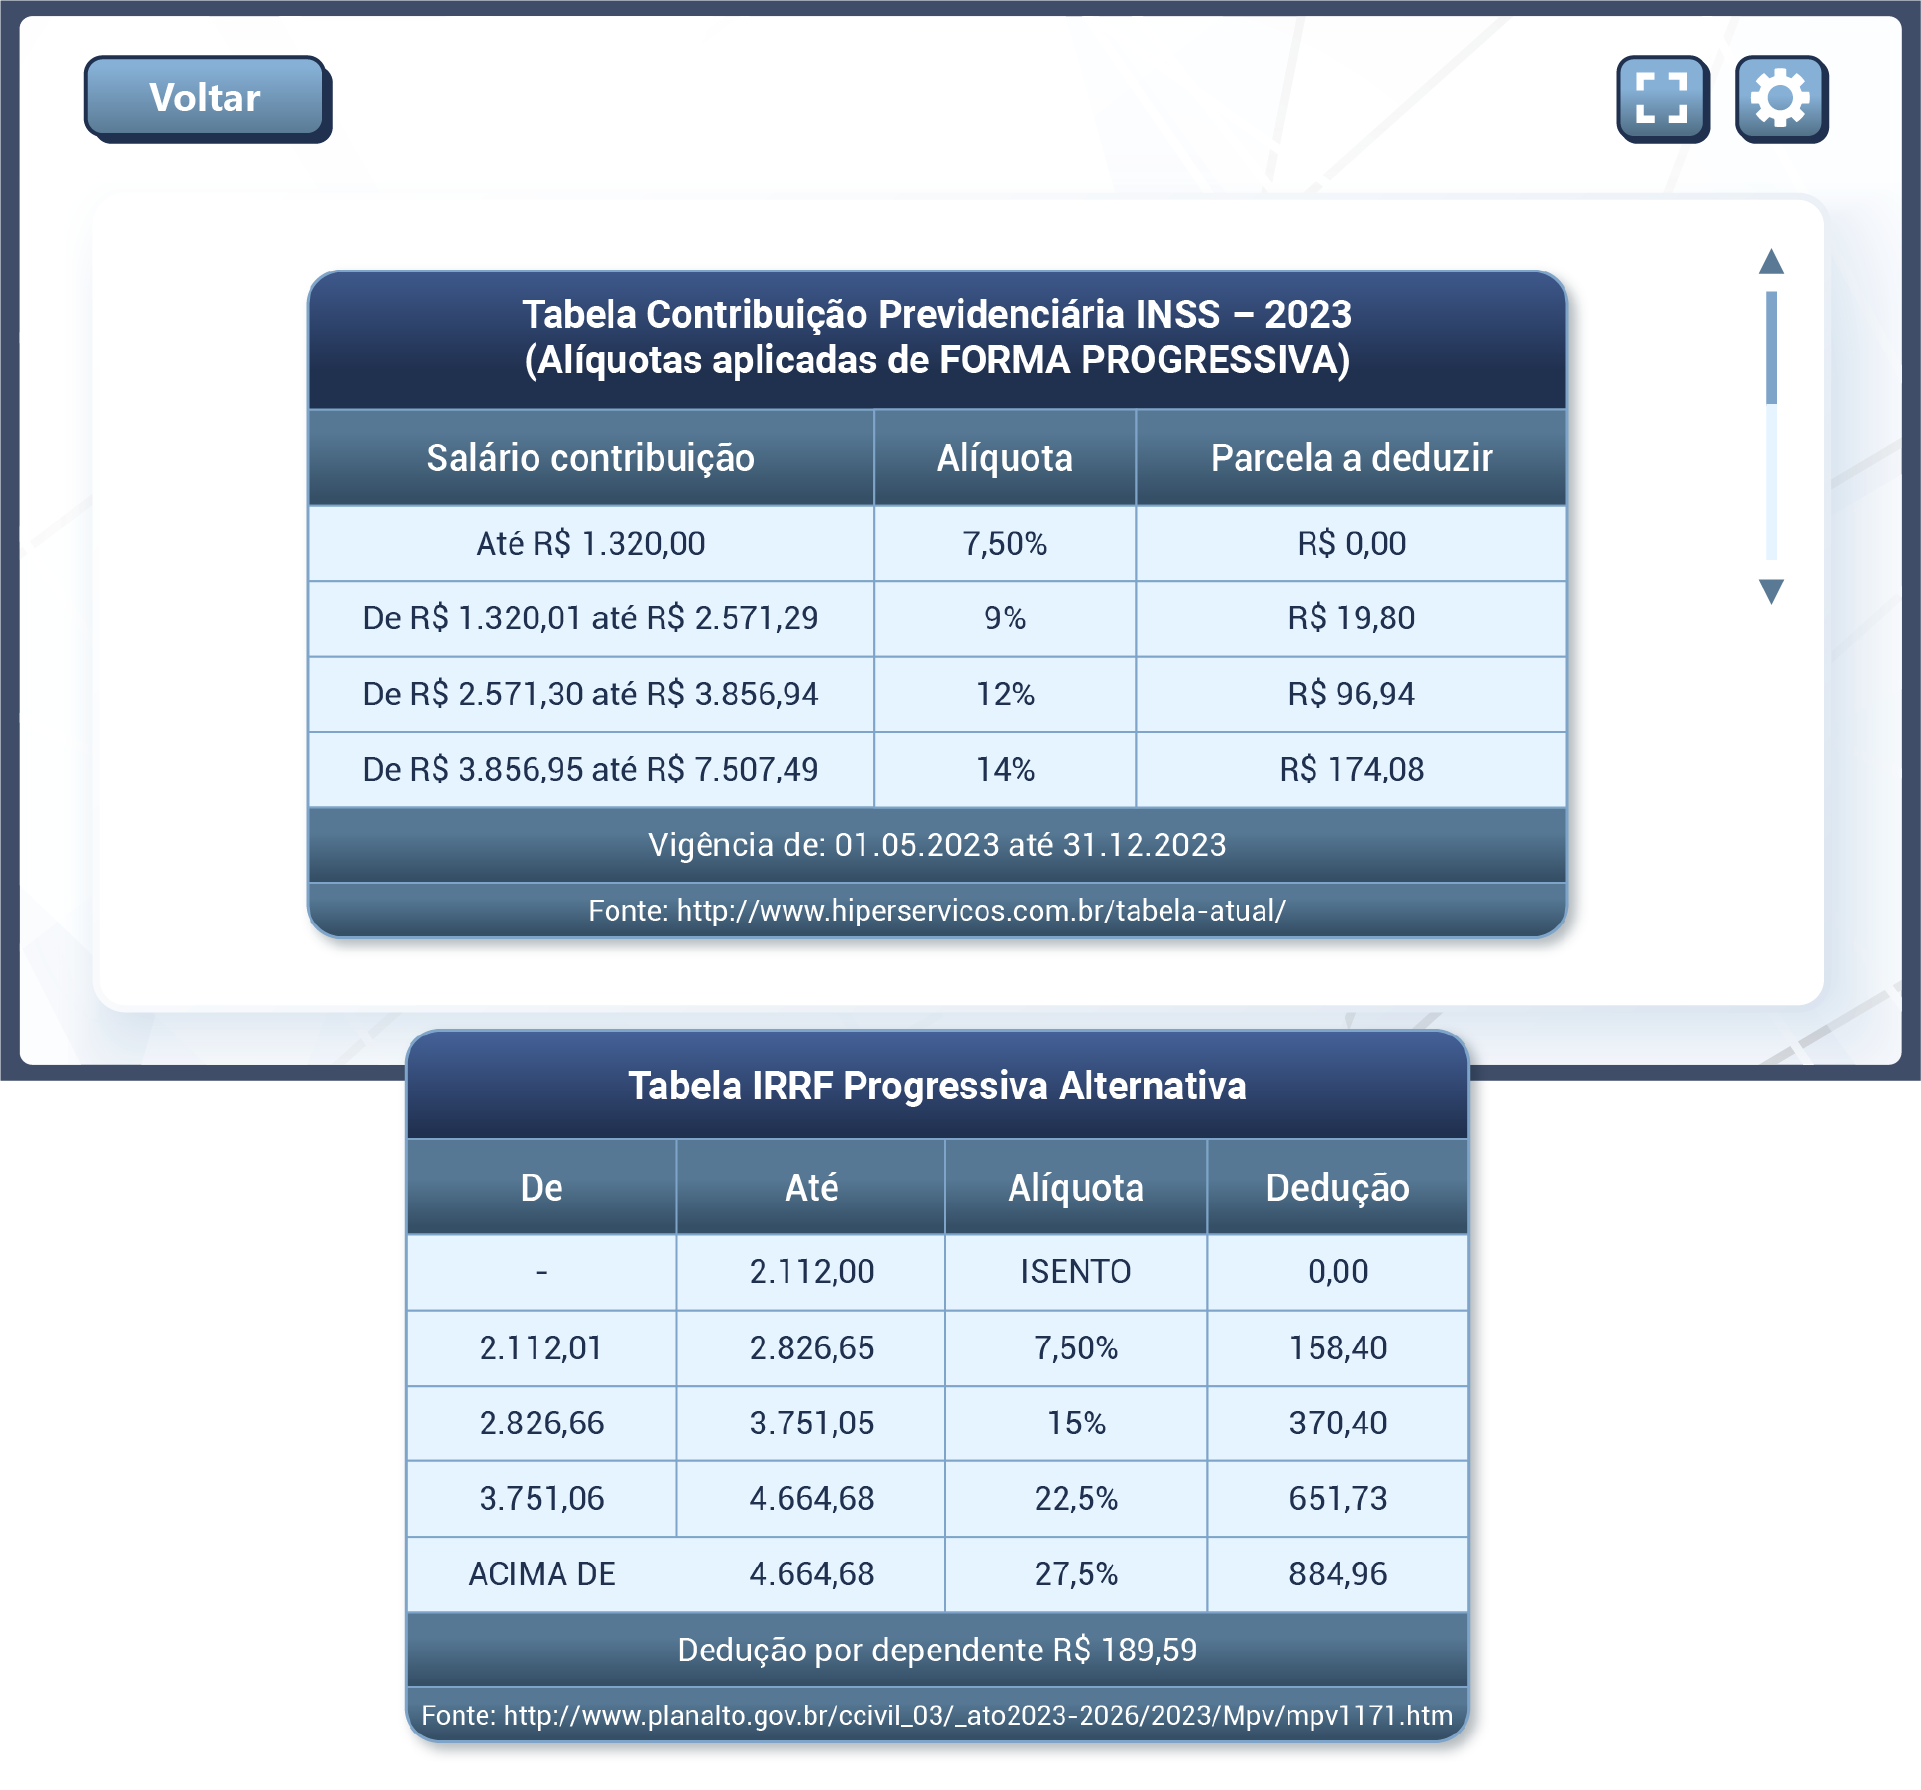 Voltar
Tabela Contribuição Previdenciária INSS – 2023
(Alíquotas aplicadas de FORMA PROGRESSIVA)
Salário contribuição Alíquota Parcela a deduzir
Até R$ 1.320,00 7,50% R$ 0,00
De R$ 1.320,01 até R$ 2.571,29 9% R$ 19,80
De R$ 2.571,30 até R$ 3.856,94 12% R$ 96,94
De R$ 3.856,95 até R$ 7.507,49 14% R$ 174,08
Vigência de: 01.05.2023 até 31.12.2023
Fonte: http://www.hiperservicos.com.br/tabela-atual/
Tabela IRRF Progressiva Alternativa
De Até Alíquota Dedução
- 2.112,00 ISENTO 0,00
2.112,01 2.826,65 7,50% 158,40
2.826,66 3.751,05 15% 370,40
3.751,06 4.664,68 22,5% 651,73
ACIMA DE 4.664,68 27,5% 884,96
Dedução por dependente R$ 189,59
Fonte: http://www.planalto.gov.br/ccivil_03/_ato2023-2026/2023/Mpv/mpv1171.htm